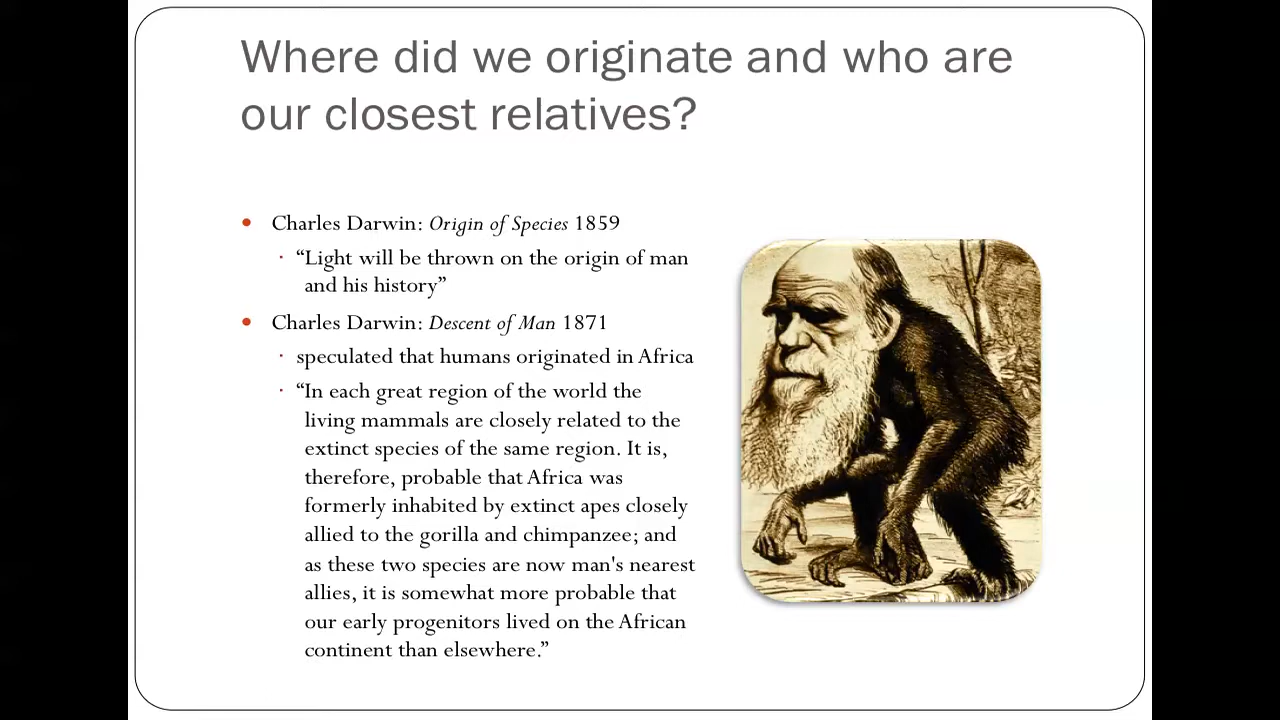 Where did we originate and who are
our closest relatives?
• Charles Darwin: Origin of Species 1859
· “Light will be thrown on the origin of man
and his history”
• Charles Darwin: Descent of Man 1871
· speculated that humans originated in Africa
· “In each great region of the world the
living mammals are closely related to the
extinct species of the same region. It is,
therefore, probable that Africa was
formerly inhabited by extinct apes closely
allied to the gorilla and chimpanzee; and
as these two species are now man's nearest
allies, it is somewhat more probable that
our early progenitors lived on the African
continent than elsewhere.”